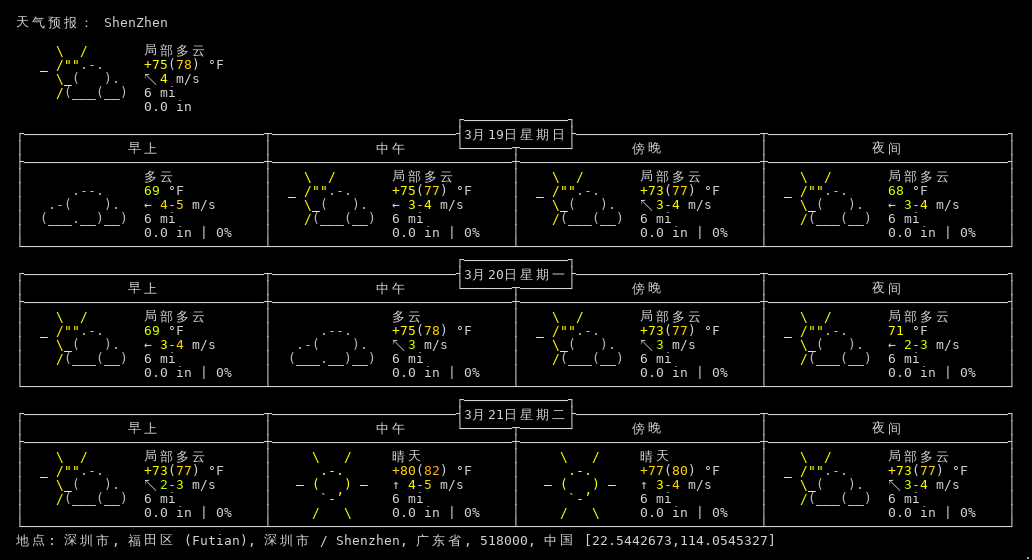 天气预报： ShenZhen
局部多云
+75(78) °F
↖ 4 m/s
6 mi
0.0 in
3月19日星期日
早上 中午 傍晚 夜间
多云 局部多云 局部多云 局部多云
69 °F +75(77) °F +73(77) °F 68 °F
← 4-5 m/s ← 3-4 m/s ↖ 3-4 m/s ← 3-4 m/s
6 mi 6 mi 6 mi 6 mi
0.0 in | 0% 0.0 in | 0% 0.0 in | 0% 0.0 in | 0%
3月20日星期一
早上 中午 傍晚 夜间
局部多云 多云 局部多云 局部多云
69 °F +75(78) °F +73(77) °F 71 °F
← 3-4 m/s ↖ 3 m/s ↖ 3 m/s ← 2-3 m/s
6 mi 6 mi 6 mi 6 mi
0.0 in | 0% 0.0 in | 0% 0.0 in | 0% 0.0 in | 0%
3月21日星期二
早上 中午 傍晚 夜间
局部多云 晴天 晴天 局部多云
+73(77) °F +80(82) °F +77(80) °F +73(77) °F
↖ 2-3 m/s ↑ 4-5 m/s ↑ 3-4 m/s ↖ 3-4 m/s
6 mi 6 mi 6 mi 6 mi
0.0 in | 0% 0.0 in | 0% 0.0 in | 0% 0.0 in | 0%
地点: 深圳市, 福田区 (Futian), 深圳市 / Shenzhen, 广东省, 518000, 中国 [22.5442673,114.0545327]